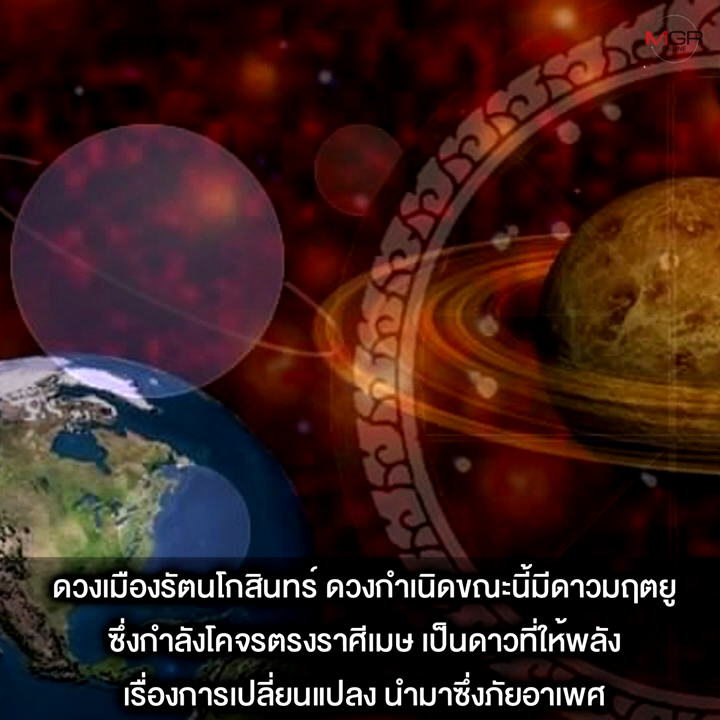 MGR
ONLINE
ดวงเมืองรัตนโกสินทร์ ดวงกำเนิดขณะนี้มีดาวมฤตยู
ซึ่งกำลังโคจรตรงราศีเมษ เป็นดาวที่ให้พลัง
เรื่องการเปลี่ยนแปลง นำมาซึ่งภัยอาเพศ